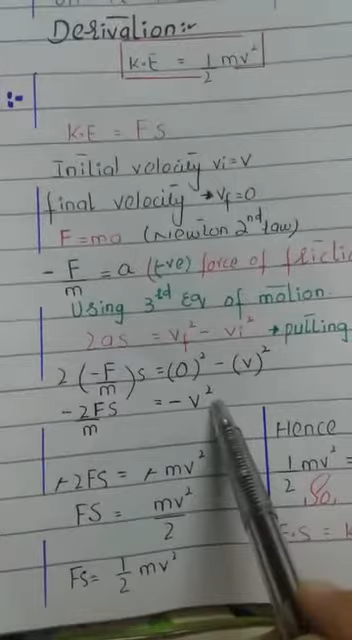 Derivation:-
K.E = 1/2 mv²
:-
K.E = FS
Initial velocity vi = v
final velocity → vf = 0
F = ma (Newton 2nd law)
- F/m = a (-ve) force of frictio
Using 3rd Eq of motion
2as = vf² - vi² → pulling
2(-F/m)s = (0)² - (v)²
-2FS/m = -v²
+2FS = +mv²
FS = mv²/2
FS = 1/2 mv²
Hence
1/2 mv² =
So,
F.S = K